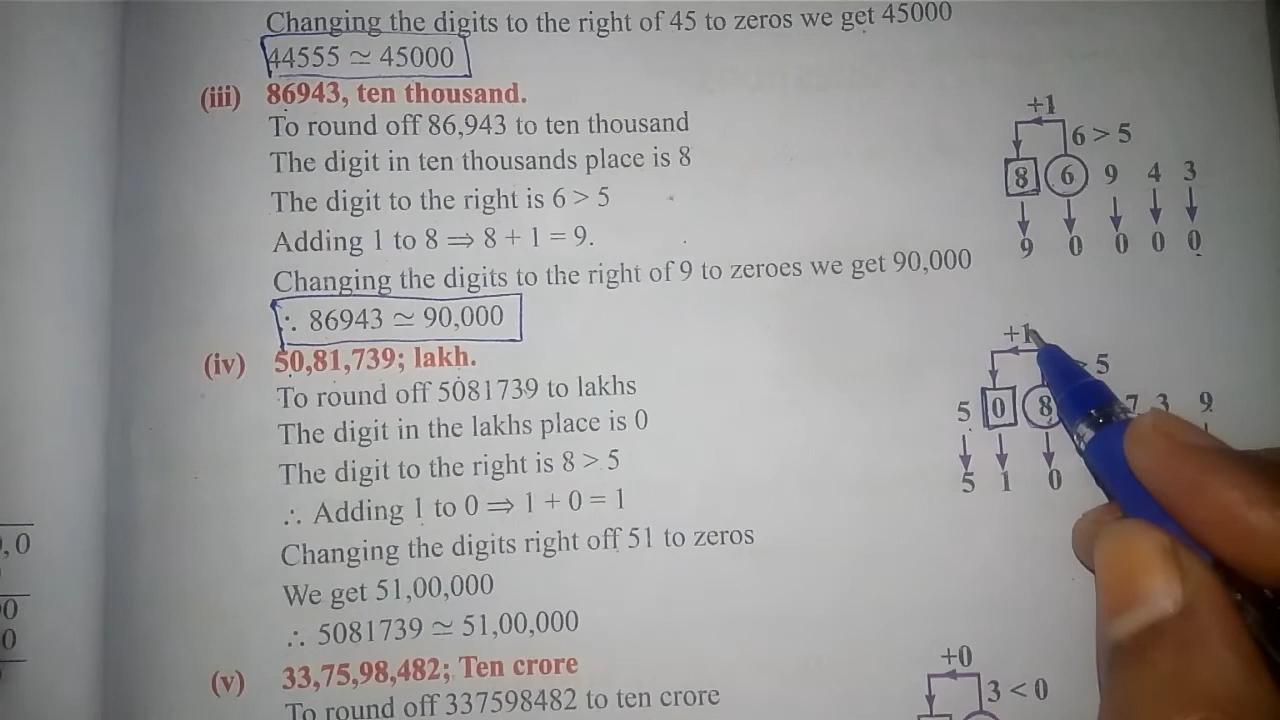 Changing the digits to the right of 45 to zeros we get 45000
44555 ≃ 45000
(iii) 86943, ten thousand.
To round off 86,943 to ten thousand
The digit in ten thousands place is 8
The digit to the right is 6 > 5
Adding 1 to 8 ⇒ 8 + 1 = 9.
Changing the digits to the right of 9 to zeroes we get 90,000
∴ 86943 ≃ 90,000
+1
6 > 5
8 6 9 4 3
9 0 0 0 0
(iv) 50,81,739; lakh.
To round off 5081739 to lakhs
The digit in the lakhs place is 0
The digit to the right is 8 > 5
∴ Adding 1 to 0 ⇒ 1 + 0 = 1
Changing the digits right off 51 to zeros
We get 51,00,000
∴ 5081739 ≃ 51,00,000
+1
> 5
5 0 8 7 3 9
5 1 0
(v) 33,75,98,482; Ten crore
To round off 337598482 to ten crore
+0
3 < 0
,0
0
0